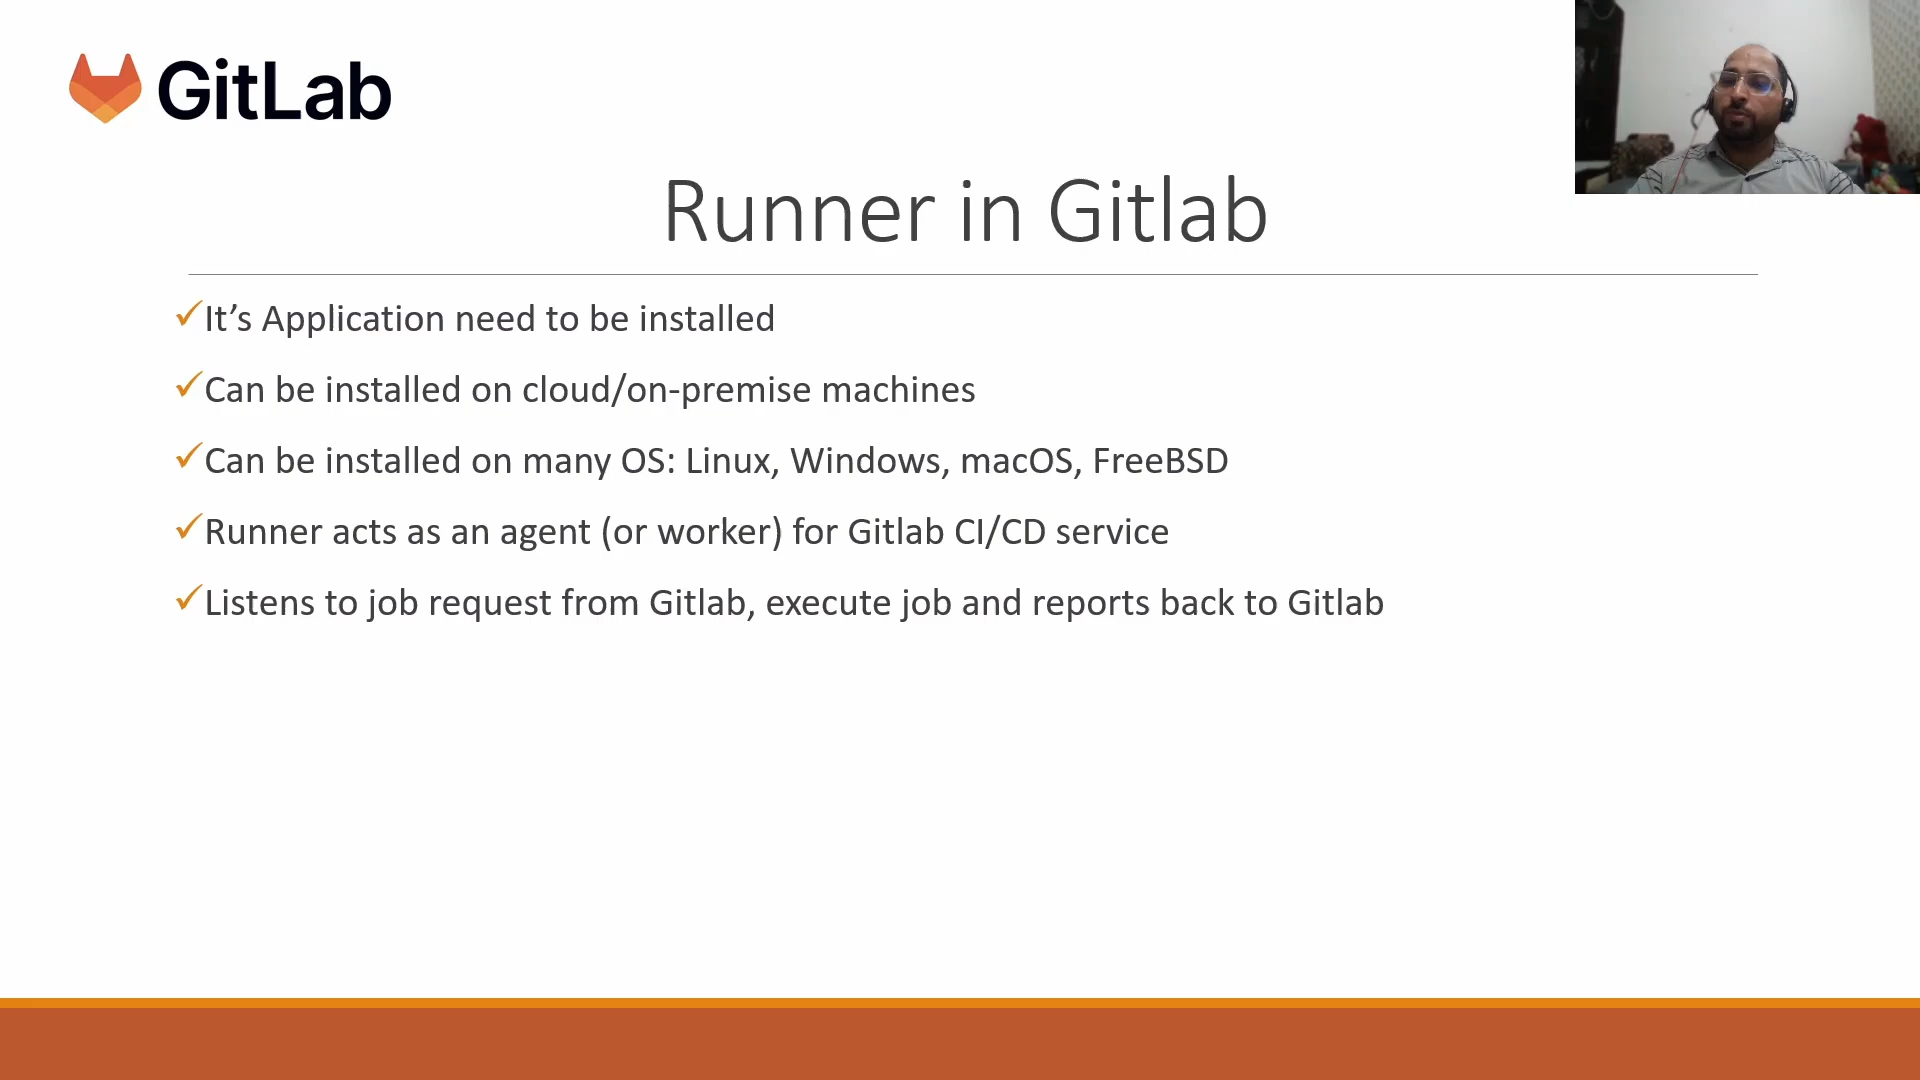 GitLab
Runner in Gitlab
It’s Application need to be installed
Can be installed on cloud/on-premise machines
Can be installed on many OS: Linux, Windows, macOS, FreeBSD
Runner acts as an agent (or worker) for Gitlab CI/CD service
Listens to job request from Gitlab, execute job and reports back to Gitlab